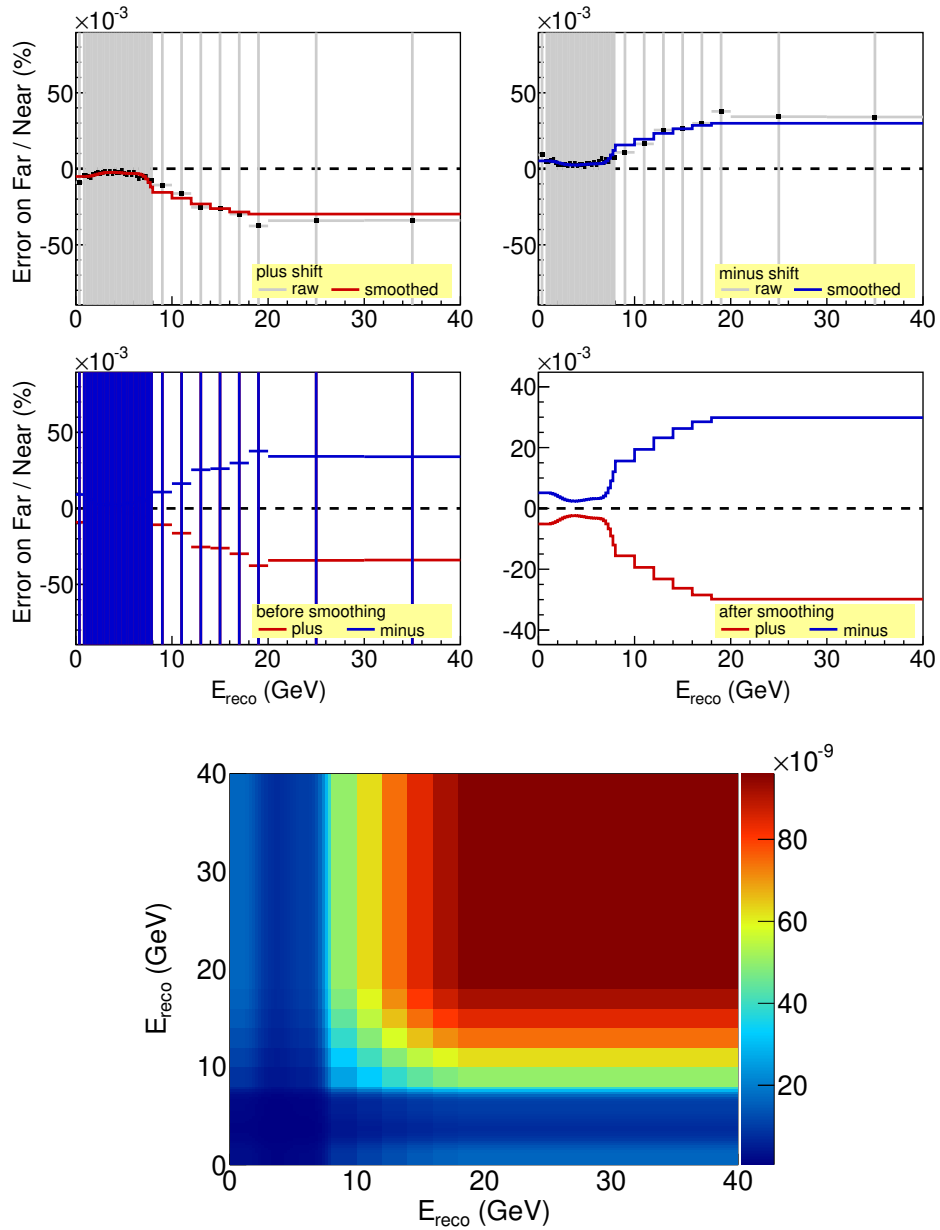 ×10⁻³ ×10⁻³
Error on Far / Near (%)
50 50
0 0
-50 -50
plus shift minus shift
raw smoothed raw smoothed
0 10 20 30 40 0 10 20 30 40
×10⁻³ ×10⁻³
Error on Far / Near (%)
50 40
20
0 0
-20
-50 -40
before smoothing after smoothing
plus minus plus minus
0 10 20 30 40 0 10 20 30 40
E_reco (GeV) E_reco (GeV)
×10⁻⁹
E_reco (GeV)
40
30
20
10
0
80
60
40
20
0 10 20 30 40
E_reco (GeV)